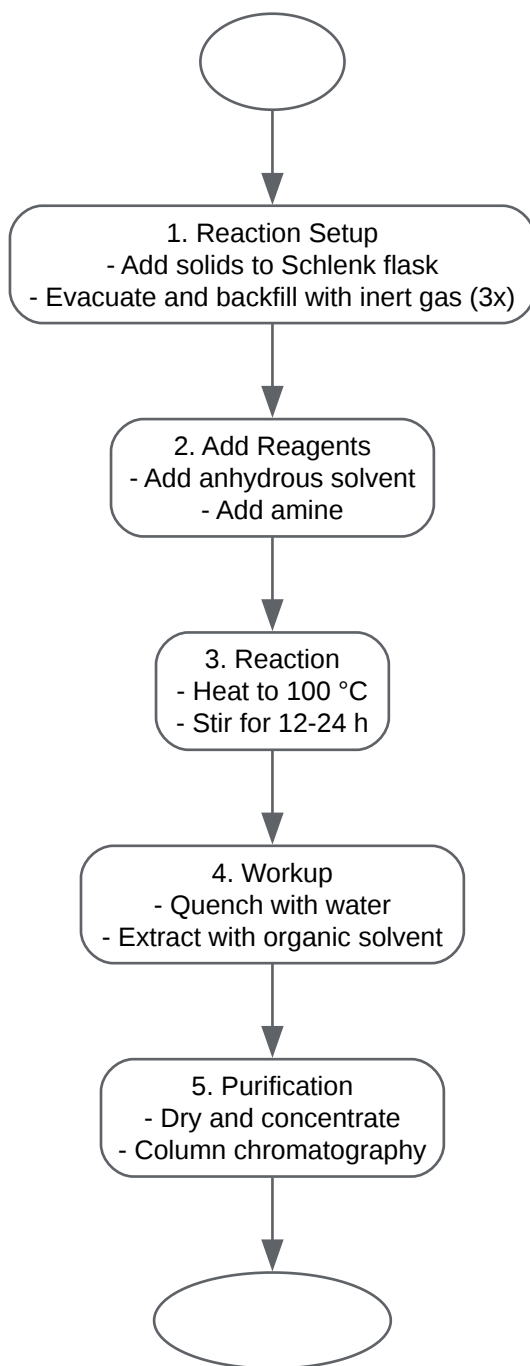 1. Reaction Setup
- Add solids to Schlenk flask
- Evacuate and backfill with inert gas (3x)
2. Add Reagents
- Add anhydrous solvent
- Add amine
3. Reaction
- Heat to 100 °C
- Stir for 12-24 h
4. Workup
- Quench with water
- Extract with organic solvent
5. Purification
- Dry and concentrate
- Column chromatography